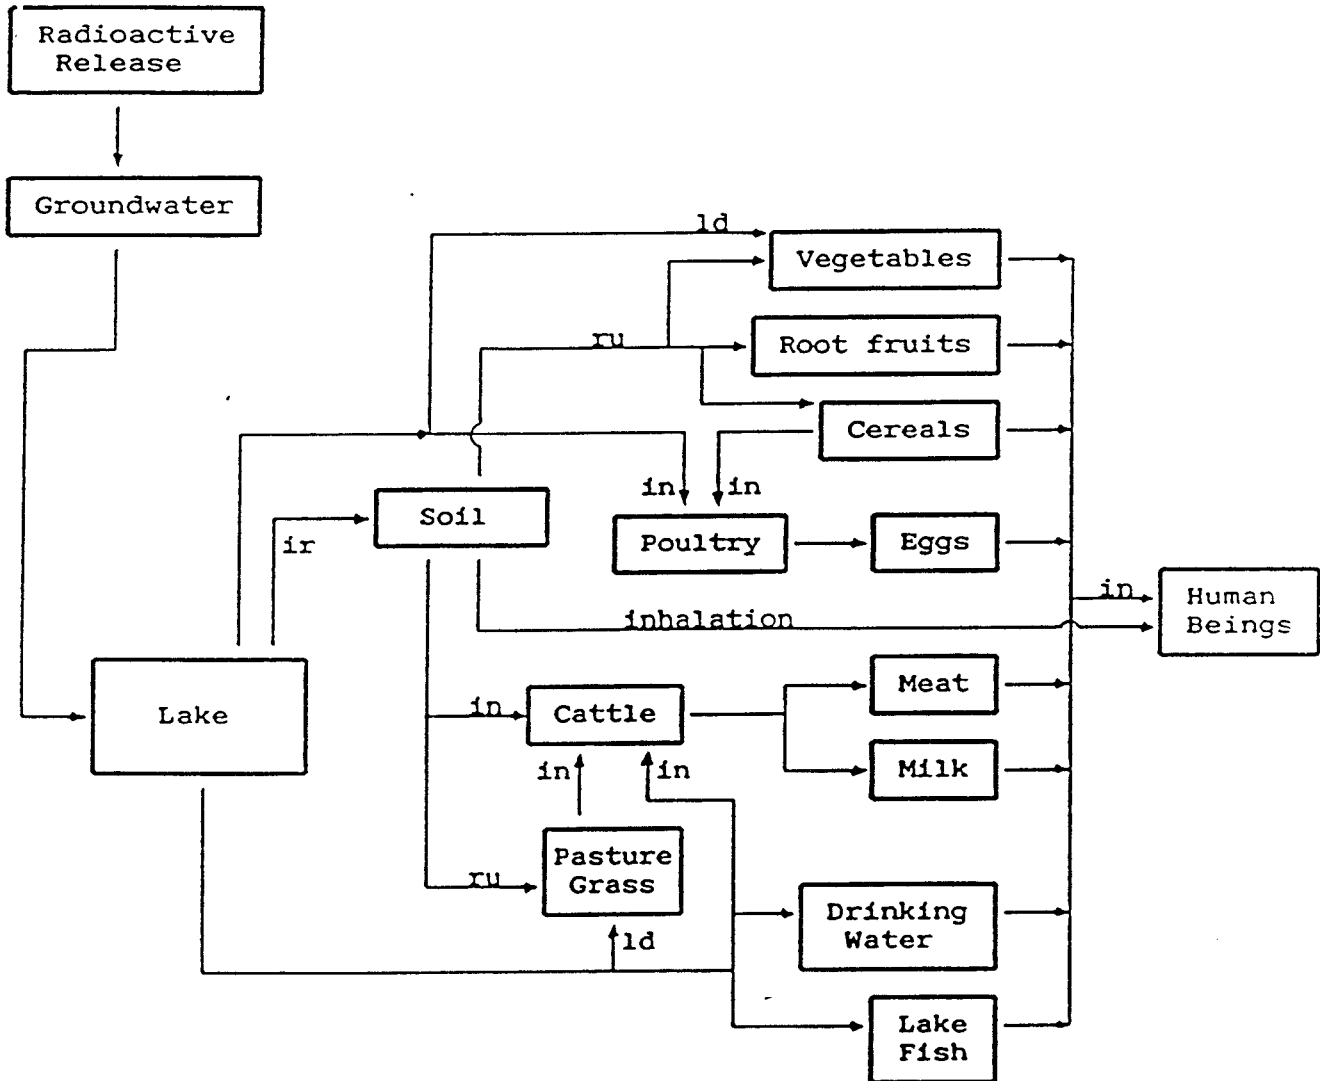 Radioactive
Release
Groundwater
ld
Vegetables
ru
Root fruits
Cereals
in
in
Soil
ir
Poultry
Eggs
in
Human
Beings
inhalation
Meat
Lake
in
Cattle
in
in
Milk
Pasture
Grass
ru
Drinking
Water
ld
Lake
Fish